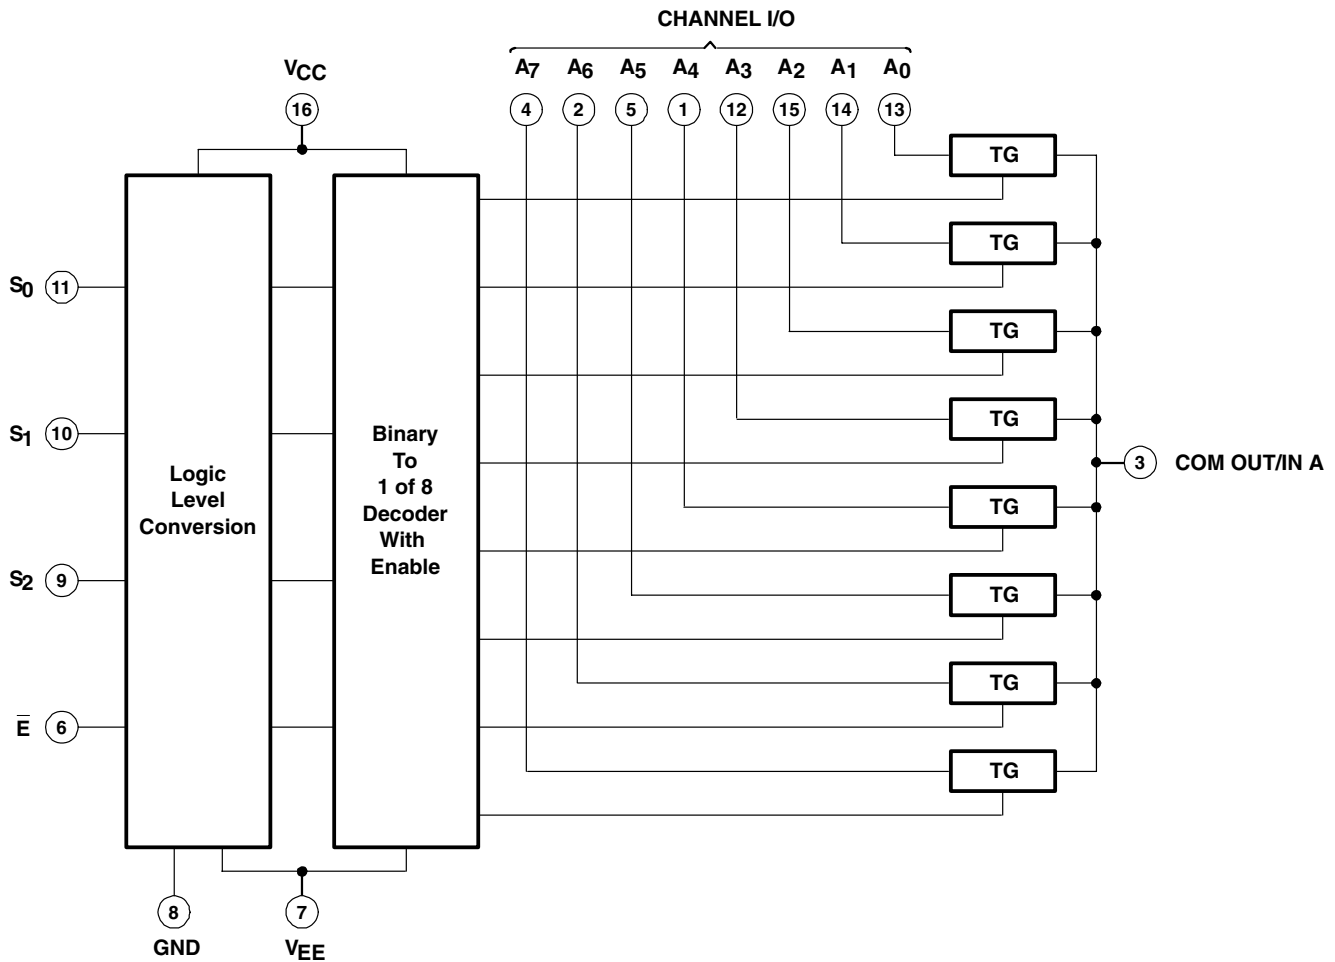 CHANNEL I/O
VCC A7 A6 A5 A4 A3 A2 A1 A0
16 4 2 5 1 12 15 14 13
TG
TG
S0 11
TG
TG
S1 10
Binary
To
1 of 8
Decoder
With
Enable
Logic
Level
Conversion
3 COM OUT/IN A
TG
S2 9
TG
TG
E̅ 6
TG
8 7
GND VEE